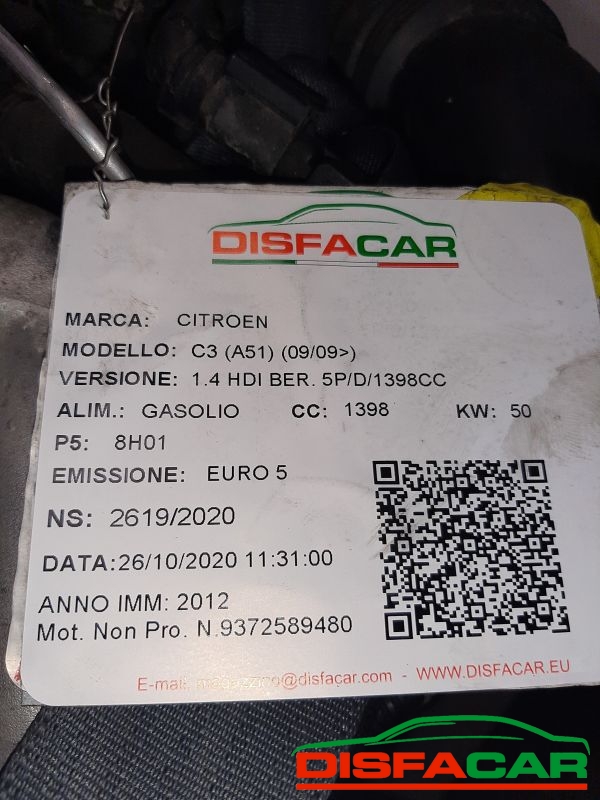 DISFACAR
MARCA: CITROEN
MODELLO: C3 (A51) (09/09>)
VERSIONE: 1.4 HDI BER. 5P/D/1398CC
ALIM.: GASOLIO CC: 1398 KW: 50
P5: 8H01
EMISSIONE: EURO 5
NS: 2619/2020
DATA:26/10/2020 11:31:00
ANNO IMM: 2012
Mot. Non Pro. N.9372589480
E-mail. magazzino@disfacar.com - WWW.DISFACAR.EU
DISFACAR